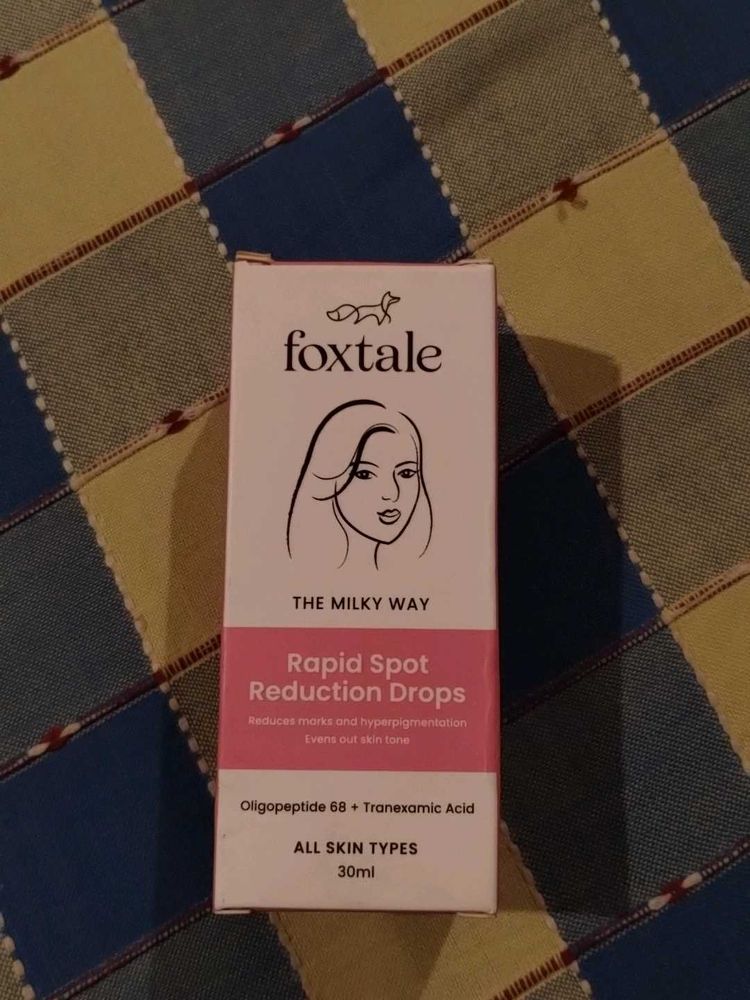 foxtale
THE MILKY WAY
Rapid Spot
Reduction Drops
Reduces marks and hyperpigmentation
Evens out skin tone
Oligopeptide 68 + Tranexamic Acid
ALL SKIN TYPES
30ml